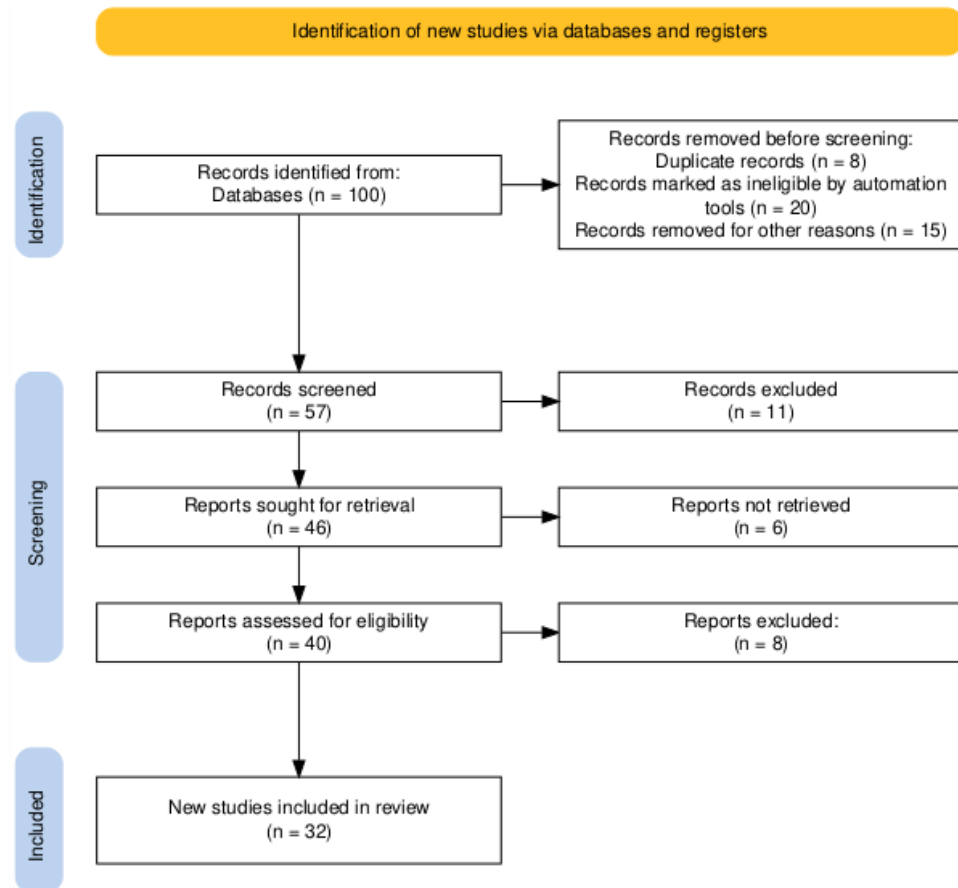 Identification of new studies via databases and registers
Identification
Records identified from:
Databases (n = 100)
Records removed before screening:
Duplicate records (n = 8)
Records marked as ineligible by automation
tools (n = 20)
Records removed for other reasons (n = 15)
Screening
Records screened
(n = 57)
Records excluded
(n = 11)
Reports sought for retrieval
(n = 46)
Reports not retrieved
(n = 6)
Reports assessed for eligibility
(n = 40)
Reports excluded:
(n = 8)
Included
New studies included in review
(n = 32)